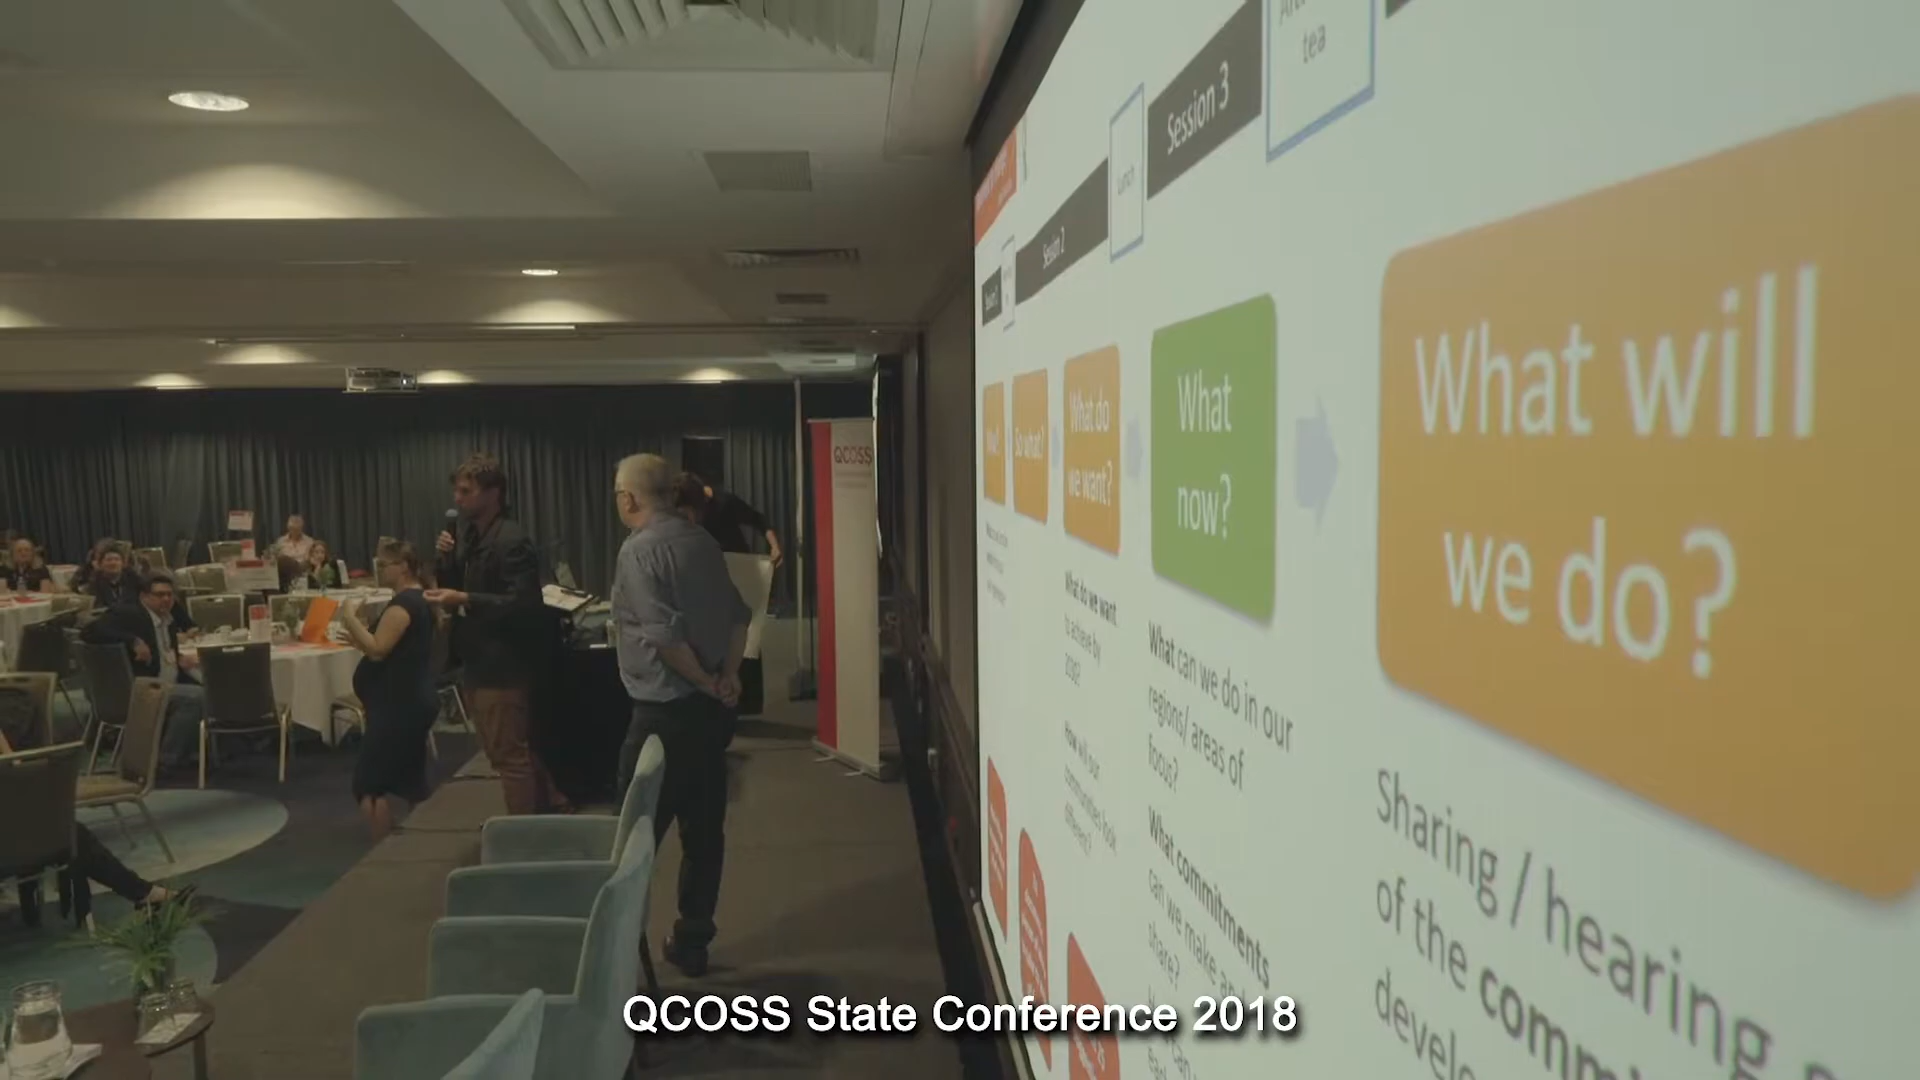 tea
Session 3
Lunch
Session 2
QCOSS
So what?
What do
we want?
What
now?
What will
we do?
What do we want
to achieve by
How will our
communities look
different?
What can we do in our
regions/ areas of
focus?
What commitments
can we make and
share?
Sharing / hearing
of the
QCOSS State Conference 2018